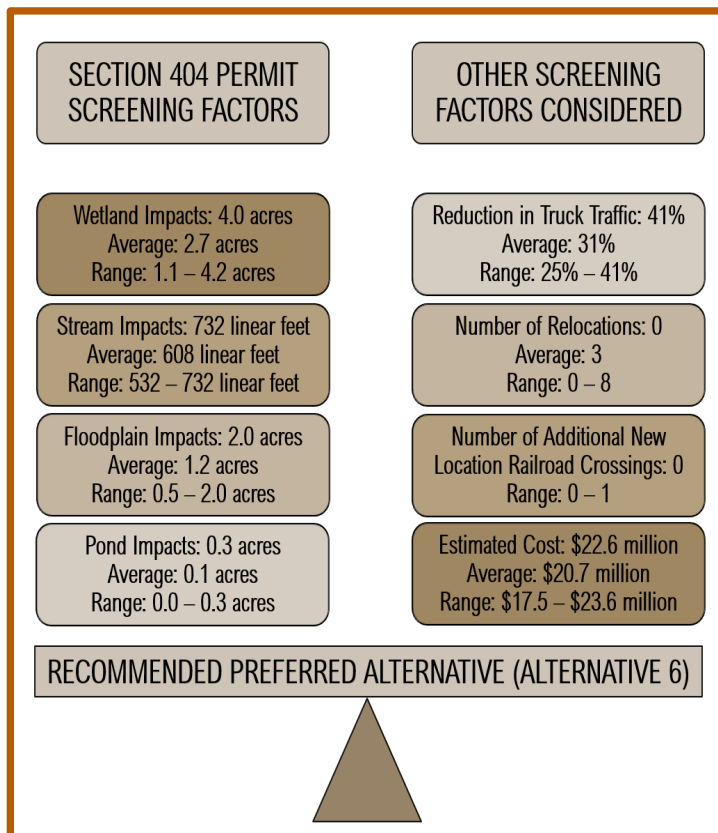 SECTION 404 PERMIT
SCREENING FACTORS
Wetland Impacts: 4.0 acres
Average: 2.7 acres
Range: 1.1 – 4.2 acres
Stream Impacts: 732 linear feet
Average: 608 linear feet
Range: 532 – 732 linear feet
Floodplain Impacts: 2.0 acres
Average: 1.2 acres
Range: 0.5 – 2.0 acres
Pond Impacts: 0.3 acres
Average: 0.1 acres
Range: 0.0 – 0.3 acres
OTHER SCREENING
FACTORS CONSIDERED
Reduction in Truck Traffic: 41%
Average: 31%
Range: 25% – 41%
Number of Relocations: 0
Average: 3
Range: 0 – 8
Number of Additional New
Location Railroad Crossings: 0
Range: 0 – 1
Estimated Cost: $22.6 million
Average: $20.7 million
Range: $17.5 – $23.6 million
RECOMMENDED PREFERRED ALTERNATIVE (ALTERNATIVE 6)